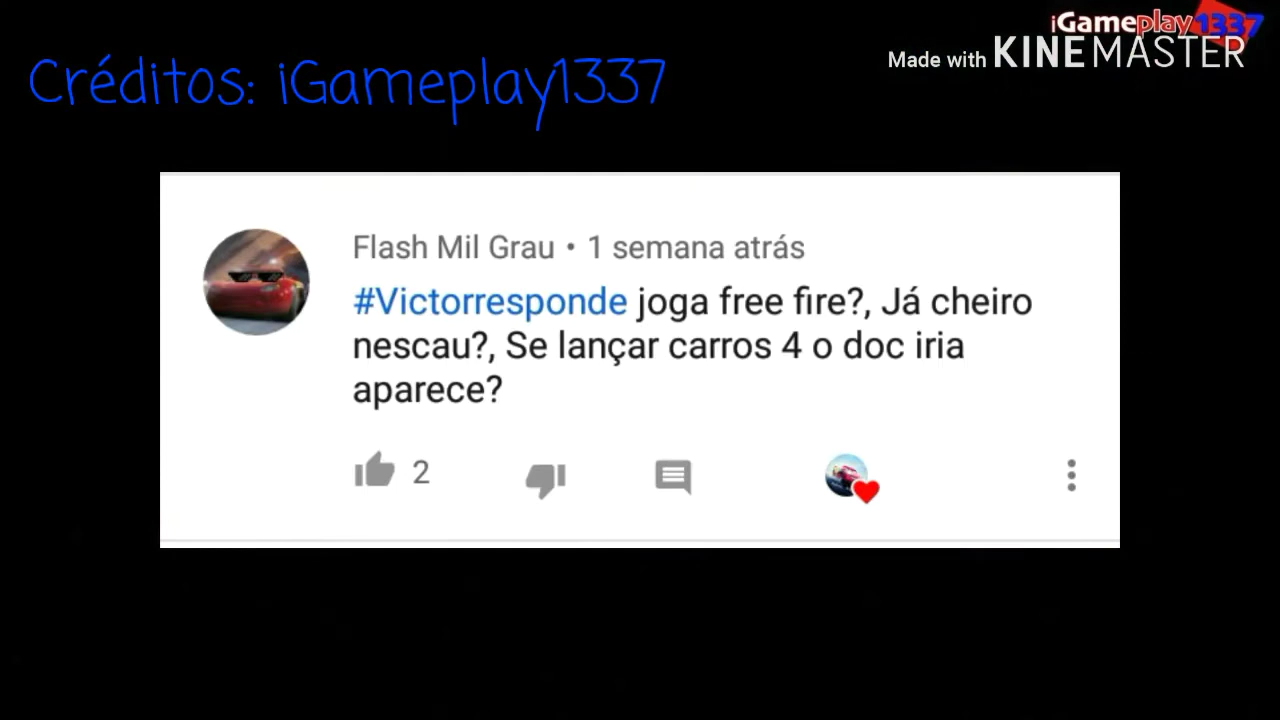 iGameplay1337
Made with KINEMASTER
Créditos: iGameplay1337
Flash Mil Grau • 1 semana atrás
#Victorresponde joga free fire?, Já cheiro
nescau?, Se lançar carros 4 o doc iria
aparece?
2